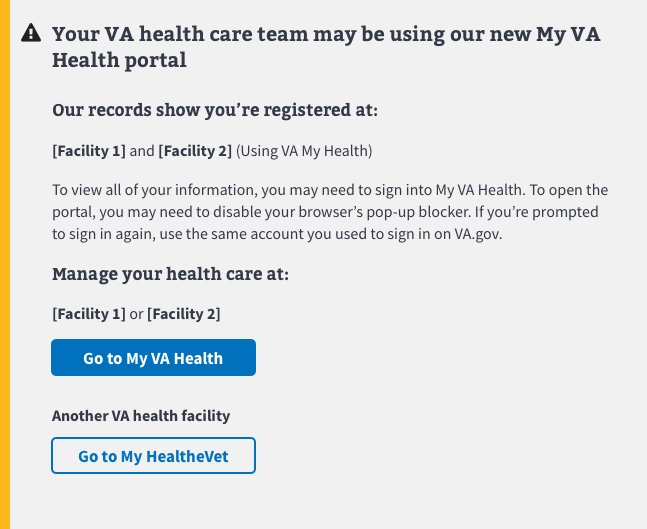 Your VA health care team may be using our new My VA
Health portal
Our records show you’re registered at:
[Facility 1] and [Facility 2] (Using VA My Health)
To view all of your information, you may need to sign into My VA Health. To open the
portal, you may need to disable your browser’s pop-up blocker. If you’re prompted
to sign in again, use the same account you used to sign in on VA.gov.
Manage your health care at:
[Facility 1] or [Facility 2]
Go to My VA Health
Another VA health facility
Go to My HealtheVet